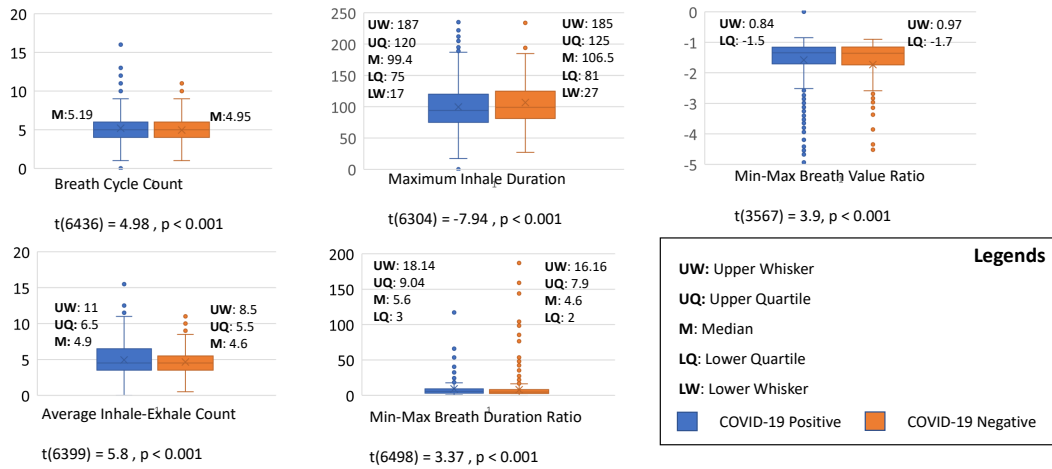 20
15
10
5
0
M:5.19
M:4.95
Breath Cycle Count
t(6436) = 4.98 , p < 0.001
250
200
150
100
50
0
UW: 187
UQ: 120
M: 99.4
LQ: 75
LW:17
UW: 185
UQ: 125
M: 106.5
LQ: 81
LW: 27
Maximum Inhale Duration
t(6304) = -7.94 , p < 0.001
0
-1
-2
-3
-4
-5
UW: 0.84
LQ: -1.5
UW: 0.97
LQ: -1.7
Min-Max Breath Value Ratio
t(3567) = 3.9, p < 0.001
20
15
10
5
0
UW: 11
UQ: 6.5
M: 4.9
UW: 8.5
UQ: 5.5
M: 4.6
Average Inhale-Exhale Count
t(6399) = 5.8 , p < 0.001
200
150
100
50
0
UW: 18.14
UQ: 9.04
M: 5.6
LQ: 3
UW: 16.16
UQ: 7.9
M: 4.6
LQ: 2
Min-Max Breath Duration Ratio
t(6498) = 3.37 , p < 0.001
Legends
UW: Upper Whisker
UQ: Upper Quartile
M: Median
LQ: Lower Quartile
LW: Lower Whisker
COVID-19 Positive
COVID-19 Negative